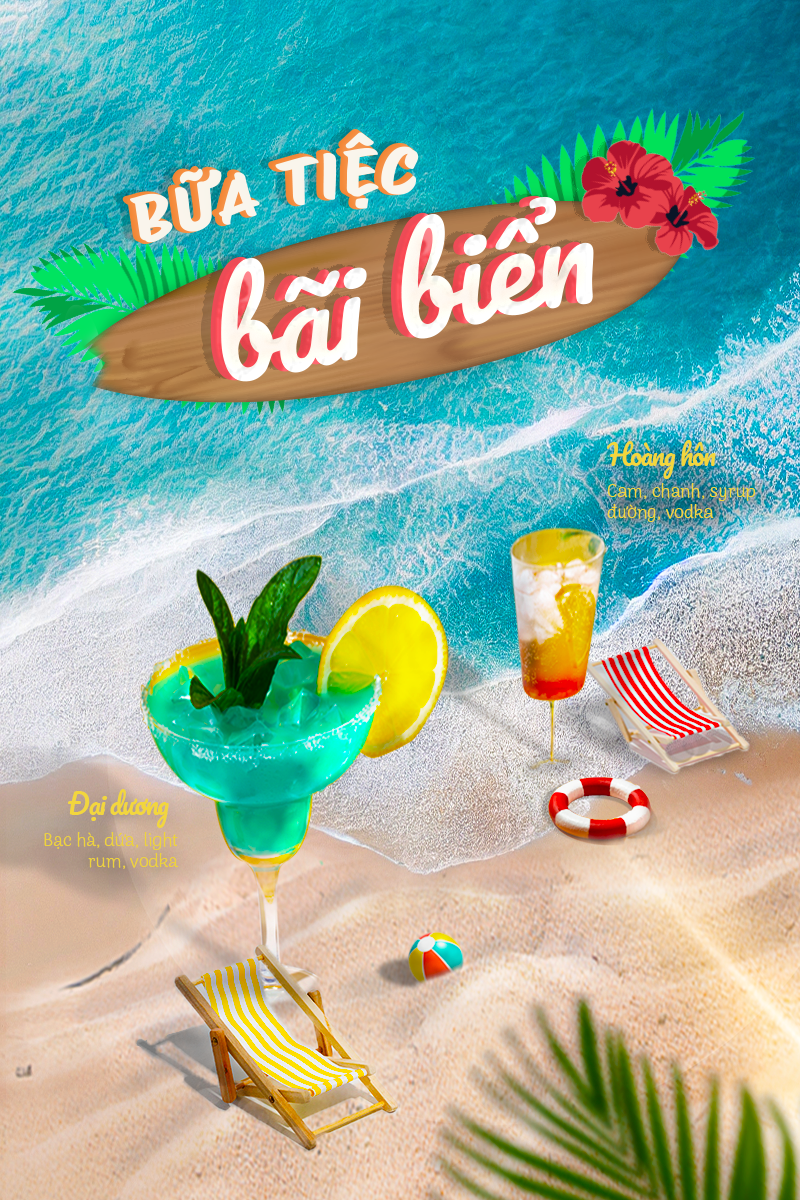 BỮA TIỆC
bãi biển
Hoàng hôn
Cam, chanh, syrup
đường, vodka
Đại dương
Bạc hà, dứa, light
rum, vodka